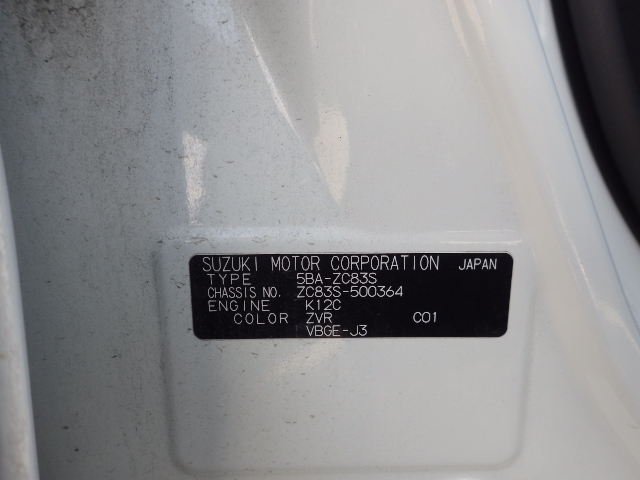 SUZUKI MOTOR CORPORATION JAPAN
TYPE 5BA-ZC83S
CHASSIS NO. ZC83S-500364
ENGINE K12C
COLOR ZVR C01
VBGE-J3